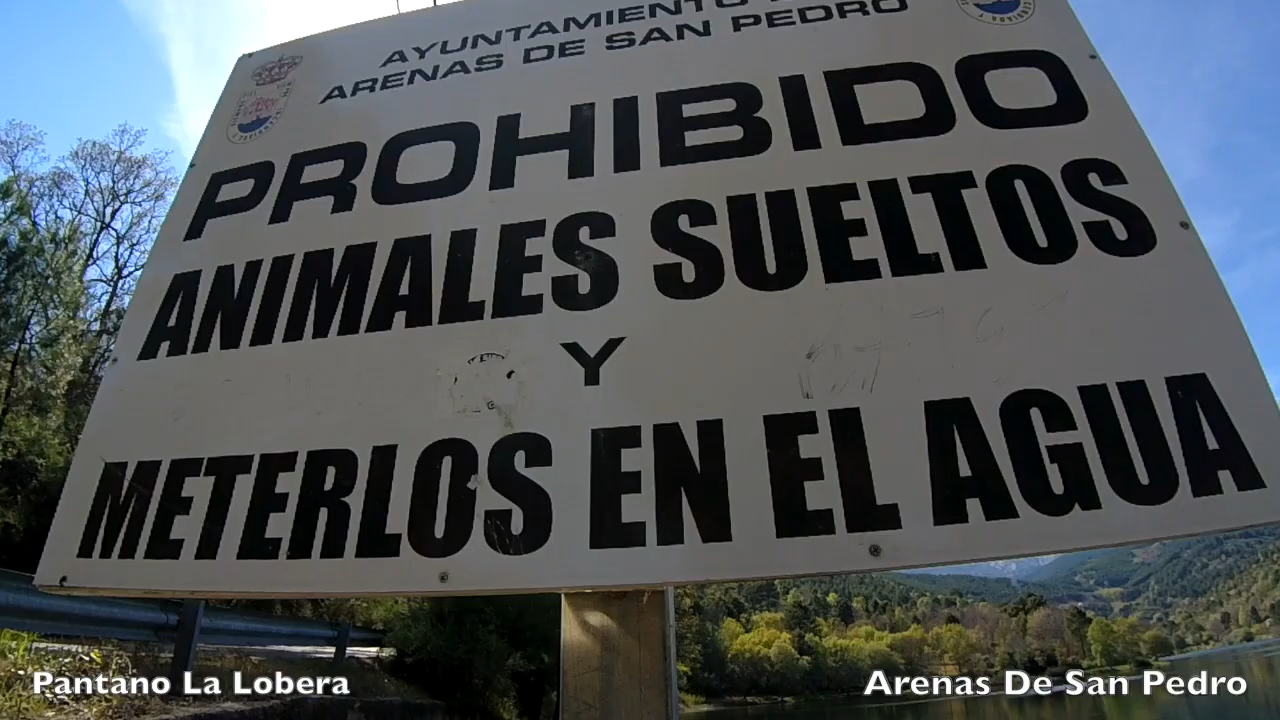 AYUNTAMIENTO
ARENAS DE SAN PEDRO
PROHIBIDO
ANIMALES SUELTOS
Y
METERLOS EN EL AGUA
Pantano La Lobera
Arenas De San Pedro